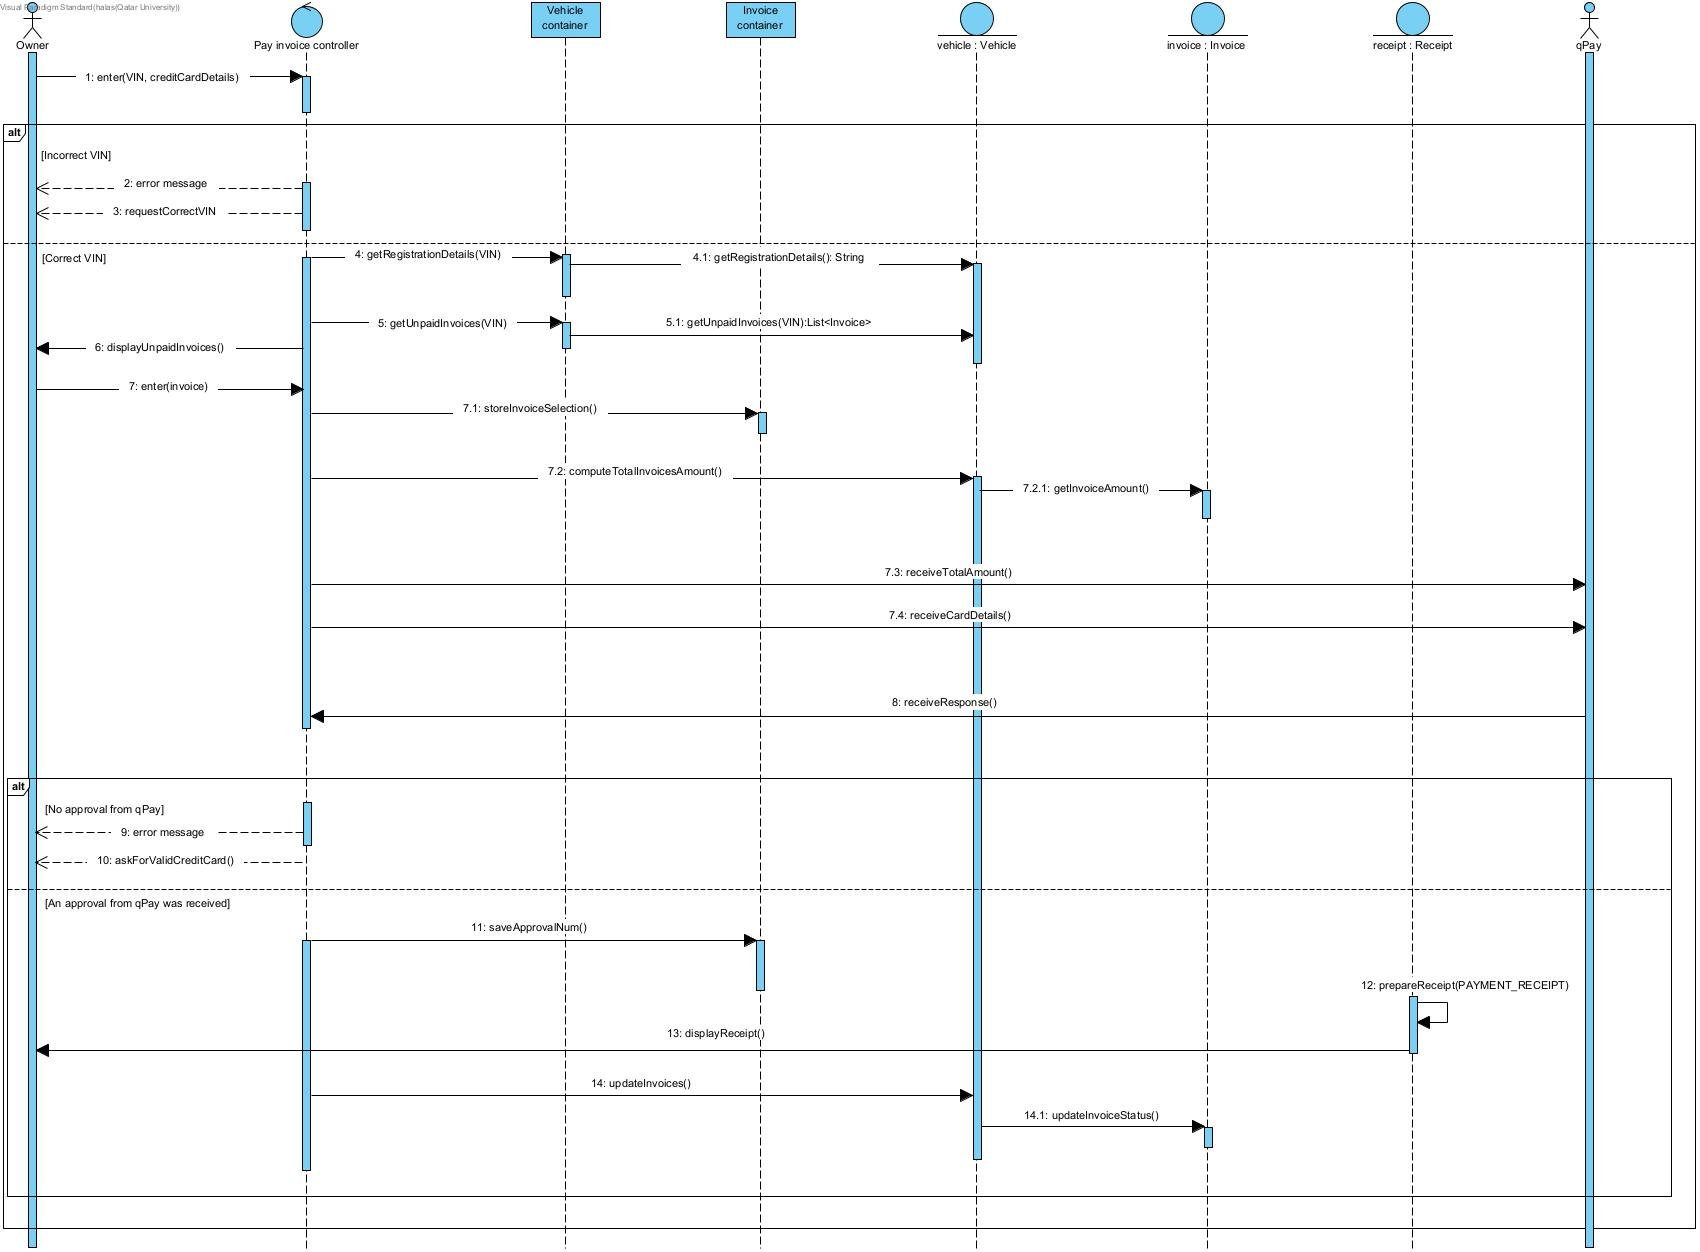 Visual Paradigm Standard(halas(Qatar University))
Owner
Pay invoice controller
Vehicle
container
Invoice
container
vehicle : Vehicle
invoice : Invoice
receipt : Receipt
qPay
1: enter(VIN, creditCardDetails)
alt
[Incorrect VIN]
2: error message
3: requestCorrectVIN
[Correct VIN]
4: getRegistrationDetails(VIN)
4.1: getRegistrationDetails(): String
5: getUnpaidInvoices(VIN)
5.1: getUnpaidInvoices(VIN):List<Invoice>
6: displayUnpaidInvoices()
7: enter(invoice)
7.1: storeInvoiceSelection()
7.2: computeTotalInvoicesAmount()
7.2.1: getInvoiceAmount()
7.3: receiveTotalAmount()
7.4: receiveCardDetails()
8: receiveResponse()
alt
[No approval from qPay]
9: error message
10: askForValidCreditCard()
[An approval from qPay was received]
11: saveApprovalNum()
12: prepareReceipt(PAYMENT_RECEIPT)
13: displayReceipt()
14: updateInvoices()
14.1: updateInvoiceStatus()